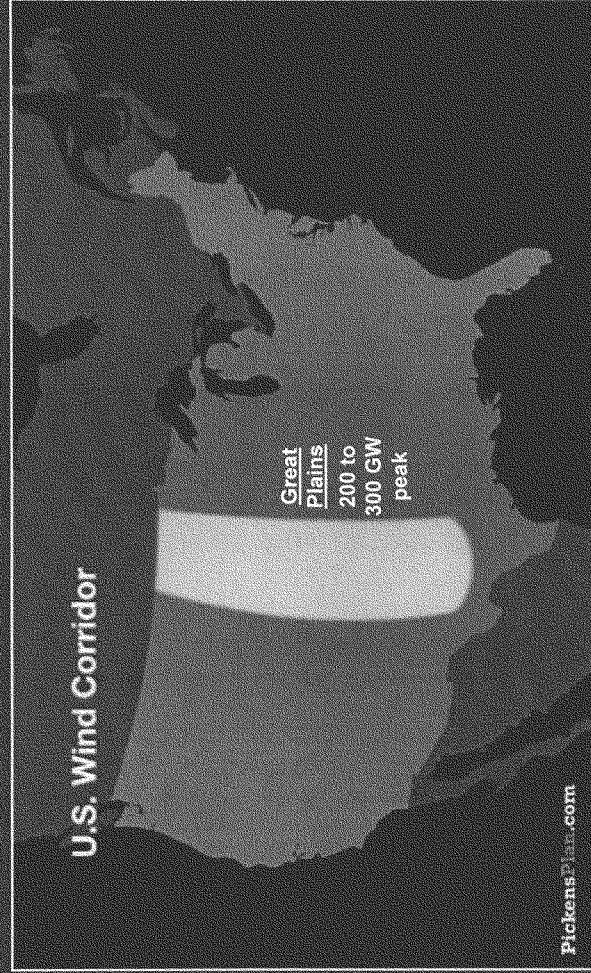 U.S. Wind Corridor
Great
Plains
200 to
300 GW
peak
PickensPlan.com